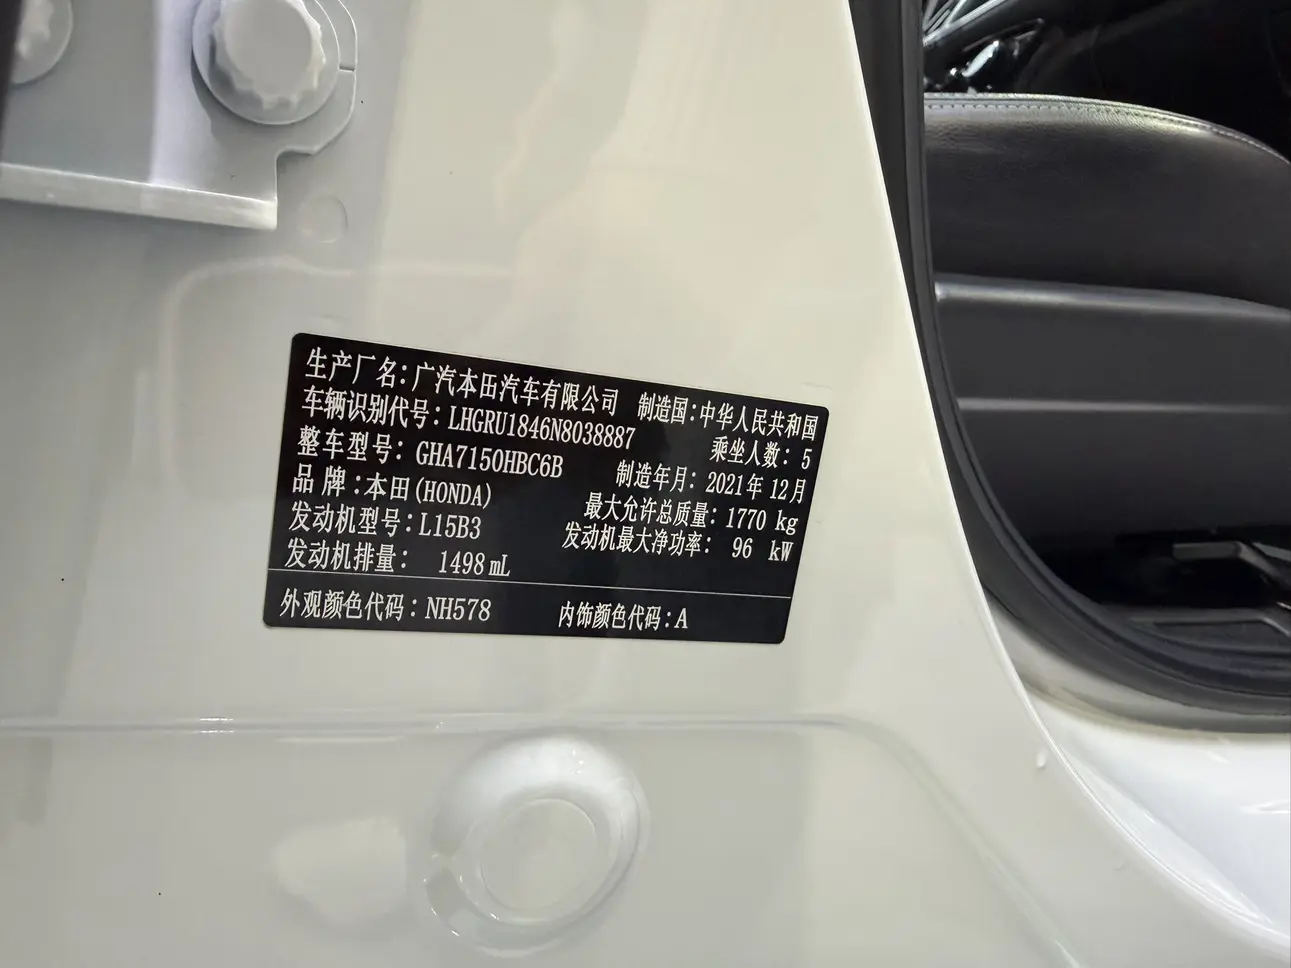 生产厂名：广汽本田汽车有限公司 制造国：中华人民共和国
车辆识别代号：LHGRU1846N8038887 乘坐人数：5
整车型号：GHA7150HBC6B 制造年月：2021年12月
品牌：本田(HONDA) 最大允许总质量：1770 kg
发动机型号：L15B3 发动机最大净功率：96 kW
发动机排量：1498 mL
外观颜色代码：NH578 内饰颜色代码：A